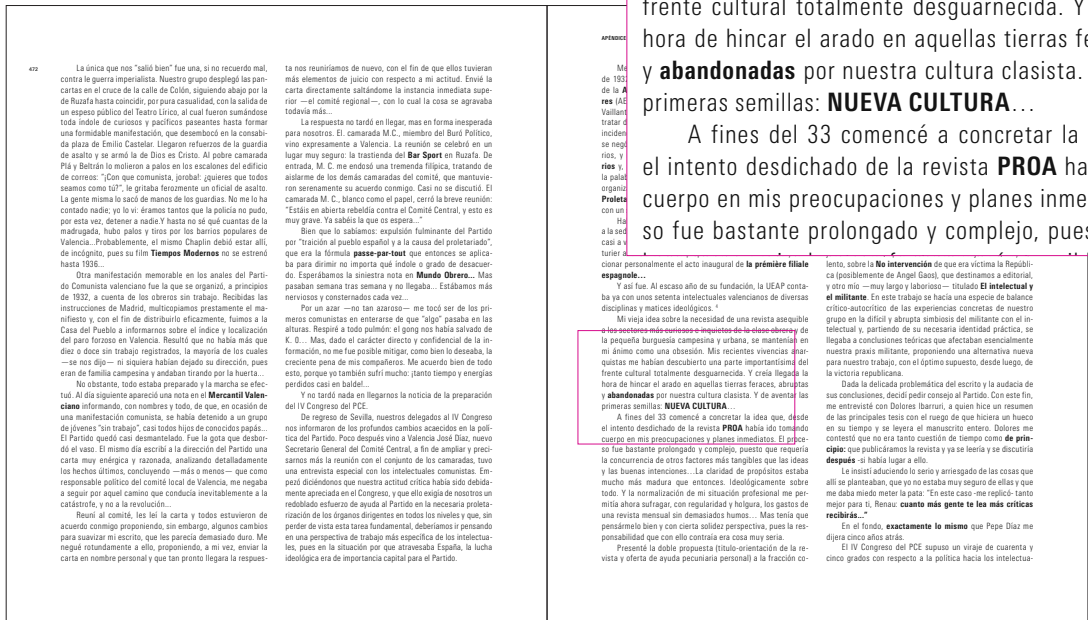 472
La única que nos "salió bien" fue una, si no recuerdo mal,
contra le guerra imperialista. Nuestro grupo desplegó las pan-
cartas en el cruce de la calle de Colón, siguiendo abajo por la
de Ruzafa hasta coincidir, por pura casualidad, con la salida de
un espeso público del Teatro Lírico, al cual fueron sumándose
toda índole de curiosos y pacíficos paseantes hasta formar
una formidable manifestación, que desembocó en la consabi-
da plaza de Emilio Castelar. Llegaron refuerzos de la guardia
de asalto y se armó la de Dios es Cristo. Al pobre camarada
Plá y Beltrán lo molieron a palos en los escalones del edificio
de correos: "¡Con que comunista, joroba!: ¿quieres que todos
seamos como tú?", le gritaba ferozmente un oficial de asalto.
La gente misma lo sacó de manos de los guardias. No me lo ha
contado nadie; yo lo vi: éramos tantos que la policía no pudo,
por esta vez, detener a nadie.Y hasta no sé qué cuantas de la
madrugada, hubo palos y tiros por los barrios populares de
Valencia...Probablemente, el mismo Chaplin debió estar allí,
de incógnito, pues su film Tiempos Modernos no se estrenó
hasta 1936...
Otra manifestación memorable en los anales del Parti-
do Comunista valenciano fue la que se organizó, a principios
de 1932, a cuenta de los obreros sin trabajo. Recibidas las
instrucciones de Madrid, multicopiamos prestamente el ma-
nifiesto y, con el fin de distribuirlo eficazmente, fuimos a la
Casa del Pueblo a informarnos sobre el índice y localización
del paro forzoso en Valencia. Resultó que no había más que
diez o doce sin trabajo registrados, la mayoría de los cuales
—se nos dijo— ni siquiera habían dejado su dirección, pues
eran de familia campesina y andaban tirando por la huerta...
No obstante, todo estaba preparado y la marcha se efec-
tuó. Al día siguiente apareció una nota en el Mercantil Valen-
ciano informando, con nombres y todo, de que, en ocasión de
una manifestación comunista, se había detenido a un grupo
de jóvenes "sin trabajo", casi todos hijos de conocidos papás...
El Partido quedó casi desmantelado. Fue la gota que desbor-
dó el vaso. El mismo día escribí a la dirección del Partido una
carta muy enérgica y razonada, analizando detalladamente
los hechos últimos, concluyendo —más o menos— que como
responsable político del comité local de Valencia, me negaba
a seguir por aquel camino que conducía inevitablemente a la
catástrofe, y no a la revolución...
Reuní al comité, les leí la carta y todos estuvieron de
acuerdo conmigo proponiendo, sin embargo, algunos cambios
para suavizar mi escrito, que les parecía demasiado duro. Me
negué rotundamente a ello, proponiendo, a mi vez, enviar la
carta en nombre personal y que tan pronto llegara la respues-
ta nos reuniríamos de nuevo, con el fin de que ellos tuvieran
más elementos de juicio con respecto a mi actitud. Envié la
carta directamente saltándome la instancia inmediata supe-
rior —el comité regional—, con lo cual la cosa se agravaba
todavía más...
La respuesta no tardó en llegar, mas en forma inesperada
para nosotros. El. camarada M.C., miembro del Buró Político,
vino expresamente a Valencia. La reunión se celebró en un
lugar muy seguro: la trastienda del Bar Sport en Ruzafa. De
entrada, M. C. me endosó una tremenda filípica, tratando de
aislarme de los demás camaradas del comité, que mantuvie-
ron serenamente su acuerdo conmigo. Casi no se discutió. El
camarada M. C., blanco como el papel, cerró la breve reunión:
"Estáis en abierta rebeldía contra el Comité Central, y esto es
muy grave. Ya sabéis la que os espera..."
Bien que lo sabíamos: expulsión fulminante del Partido
por "traición al pueblo español y a la causa del proletariado",
que era la fórmula passe-par-tout que entonces se aplica-
ba para dirimir no importa qué índole o grado de desacuer-
do. Esperábamos la siniestra nota en Mundo Obrero... Mas
pasaban semana tras semana y no llegaba... Estábamos más
nerviosos y consternados cada vez...
Por un azar —no tan azaroso— me tocó ser de los pri-
meros comunistas en enterarse de que "algo" pasaba en las
alturas. Respiré a todo pulmón: el gong nos había salvado de
K. O... Mas, dado el carácter directo y confidencial de la in-
formación, no me fue posible mitigar, como bien lo deseaba, la
creciente pena de mis compañeros. Me acuerdo bien de todo
esto, porque yo también sufrí mucho: ¡tanto tiempo y energías
perdidos casi en balde!...
Y no tardó nada en llegarnos la noticia de la preparación
del IV Congreso del PCE.
De regreso de Sevilla, nuestros delegados al IV Congreso
nos informaron de los profundos cambios acaecidos en la polí-
tica del Partido. Poco después vino a Valencia José Díaz, nuevo
Secretario General del Comité Central, a fin de ampliar y preci-
sarnos más la reunión con el conjunto de los camaradas, tuvo
una entrevista especial con los intelectuales comunistas. Em-
pezó diciéndonos que nuestra actitud crítica había sido debida-
mente apreciada en el Congreso, y que ello exigía de nosotros un
redoblado esfuerzo de ayuda al Partido en la necesaria proleta-
rización de los órganos dirigentes en todos los niveles y que, sin
perder de vista esta tarea fundamental, deberíamos ir pensando
en una perspectiva de trabajo más específica de los intelectua-
les, pues en la situación por que atravesaba España, la lucha
ideológica era de importancia capital para el Partido.
APÉNDICE
de
de la
res
Vaillant
tratar
se
rios, y
rios y,
con un
a la
casi a
frente cultural totalmente desguarnecida. Y
hora de hincar el arado en aquellas tierras
y abandonadas por nuestra cultura clasista.
primeras semillas: NUEVA CULTURA...
A fines del 33 comencé a concretar la
el intento desdichado de la revista PROA
cuerpo en mis preocupaciones y planes
so fue bastante prolongado y complejo,
cionar personalmente el acto inaugural de la première filiale
espagnole...
Y así fue. Al escaso año de su fundación, la UEAP conta-
ba ya con unos setenta intelectuales valencianos de diversas
disciplinas y matices ideológicos. 4
Mi vieja idea sobre la necesidad de una revista asequible
a los sectores más curiosos e inquietos de la clase obrera y de
la pequeña burguesía campesina y urbana, se mantenían en
mi ánimo como una obsesión. Mis recientes vivencias anar-
quistas me habían descubierto una parte importantísima del
frente cultural totalmente desguarnecida. Y creía llegada la
hora de hincar el arado en aquellas tierras feraces, abruptas
y abandonadas por nuestra cultura clasista. Y de aventar las
primeras semillas: NUEVA CULTURA...
A fines del 33 comencé a concretar la idea que, desde
el intento desdichado de la revista PROA había ido tomando
cuerpo en mis preocupaciones y planes inmediatos. El proce-
so fue bastante prolongado y complejo, puesto que requería
la concurrencia de otros factores más tangibles que las ideas
y las buenas intenciones...La claridad de propósitos estaba
mucho más madura que entonces. Ideológicamente sobre
todo. Y la normalización de mi situación profesional me per-
mitía ahora sufragar, con regularidad y holgura, los gastos de
una revista mensual sin demasiados humos.... Mas tenía que
pensármelo bien y con cierta solidez perspectiva, pues la res-
ponsabilidad que con ello contraía era cosa muy seria.
Presenté la doble propuesta (titulo-orientación de la re-
vista y oferta de ayuda pecuniaria personal) a la fracción co-
lento, sobre la No intervención de que era víctima la Repúbli-
ca (posiblemente de Angel Gaos), que destinamos a editorial,
y otro mío —muy largo y laborioso— titulado El intelectual y
el militante. En este trabajo se hacía una especie de balance
crítico-autocrítico de las experiencias concretas de nuestro
grupo en la difícil y abrupta simbiosis del militante con el in-
telectual y, partiendo de su necesaria identidad práctica, se
llegaba a conclusiones teóricas que afectaban esencialmente
nuestra praxis militante, proponiendo una alternativa nueva
para nuestro trabajo, con el óptimo supuesto, desde luego, de
la victoria republicana.
Dada la delicada problemática del escrito y la audacia de
sus conclusiones, decidí pedir consejo al Partido. Con este fin,
me entrevisté con Dolores Ibarruri, a quien hice un resumen
de las principales tesis con el ruego de que hiciera un hueco
en su tiempo y se leyera el manuscrito entero. Dolores me
contestó que no era tanto cuestión de tiempo como de prin-
cipio: que publicáramos la revista y ya se leería y se discutiría
después -si había lugar a ello.
Le insistí aduciendo lo serio y arriesgado de las cosas que
allí se planteaban, que yo no estaba muy seguro de ellas y que
me daba miedo meter la pata: "En este caso -me replicó- tanto
mejor para ti, Renau: cuanto más gente te lea más críticas
recibirás..."
En el fondo, exactamente lo mismo que Pepe Díaz me
dijera cinco años atrás.
El IV Congreso del PCE supuso un viraje de cuarenta y
cinco grados con respecto a la política hacia los intelectua-